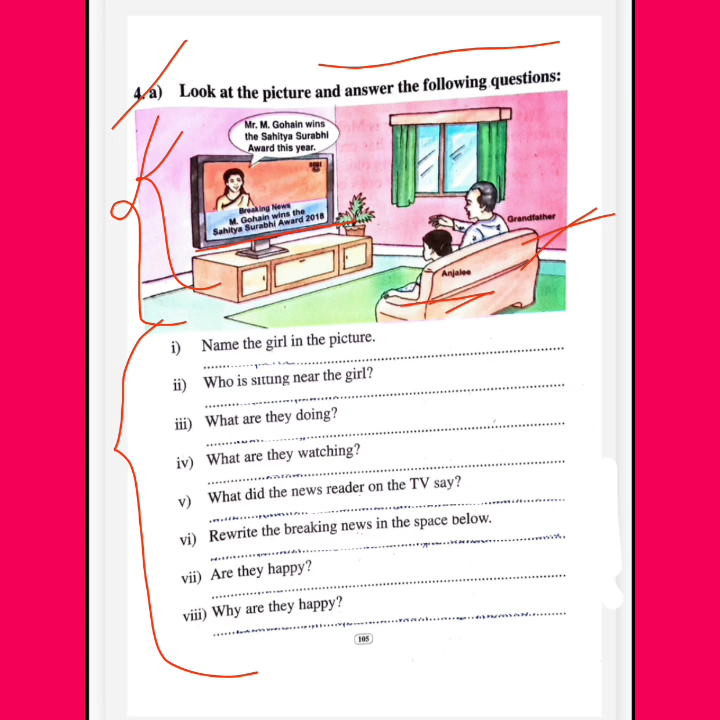 4. a) Look at the picture and answer the following questions:
Mr. M. Gohain wins
the Sahitya Surabhi
Award this year.
Breaking News
M. Gohain wins the
Sahitya Surabhi Award 2018
Grandfather
Anjalee
i) Name the girl in the picture.
ii) Who is sitting near the girl?
iii) What are they doing?
iv) What are they watching?
v) What did the news reader on the TV say?
vi) Rewrite the breaking news in the space below.
vii) Are they happy?
viii) Why are they happy?
105